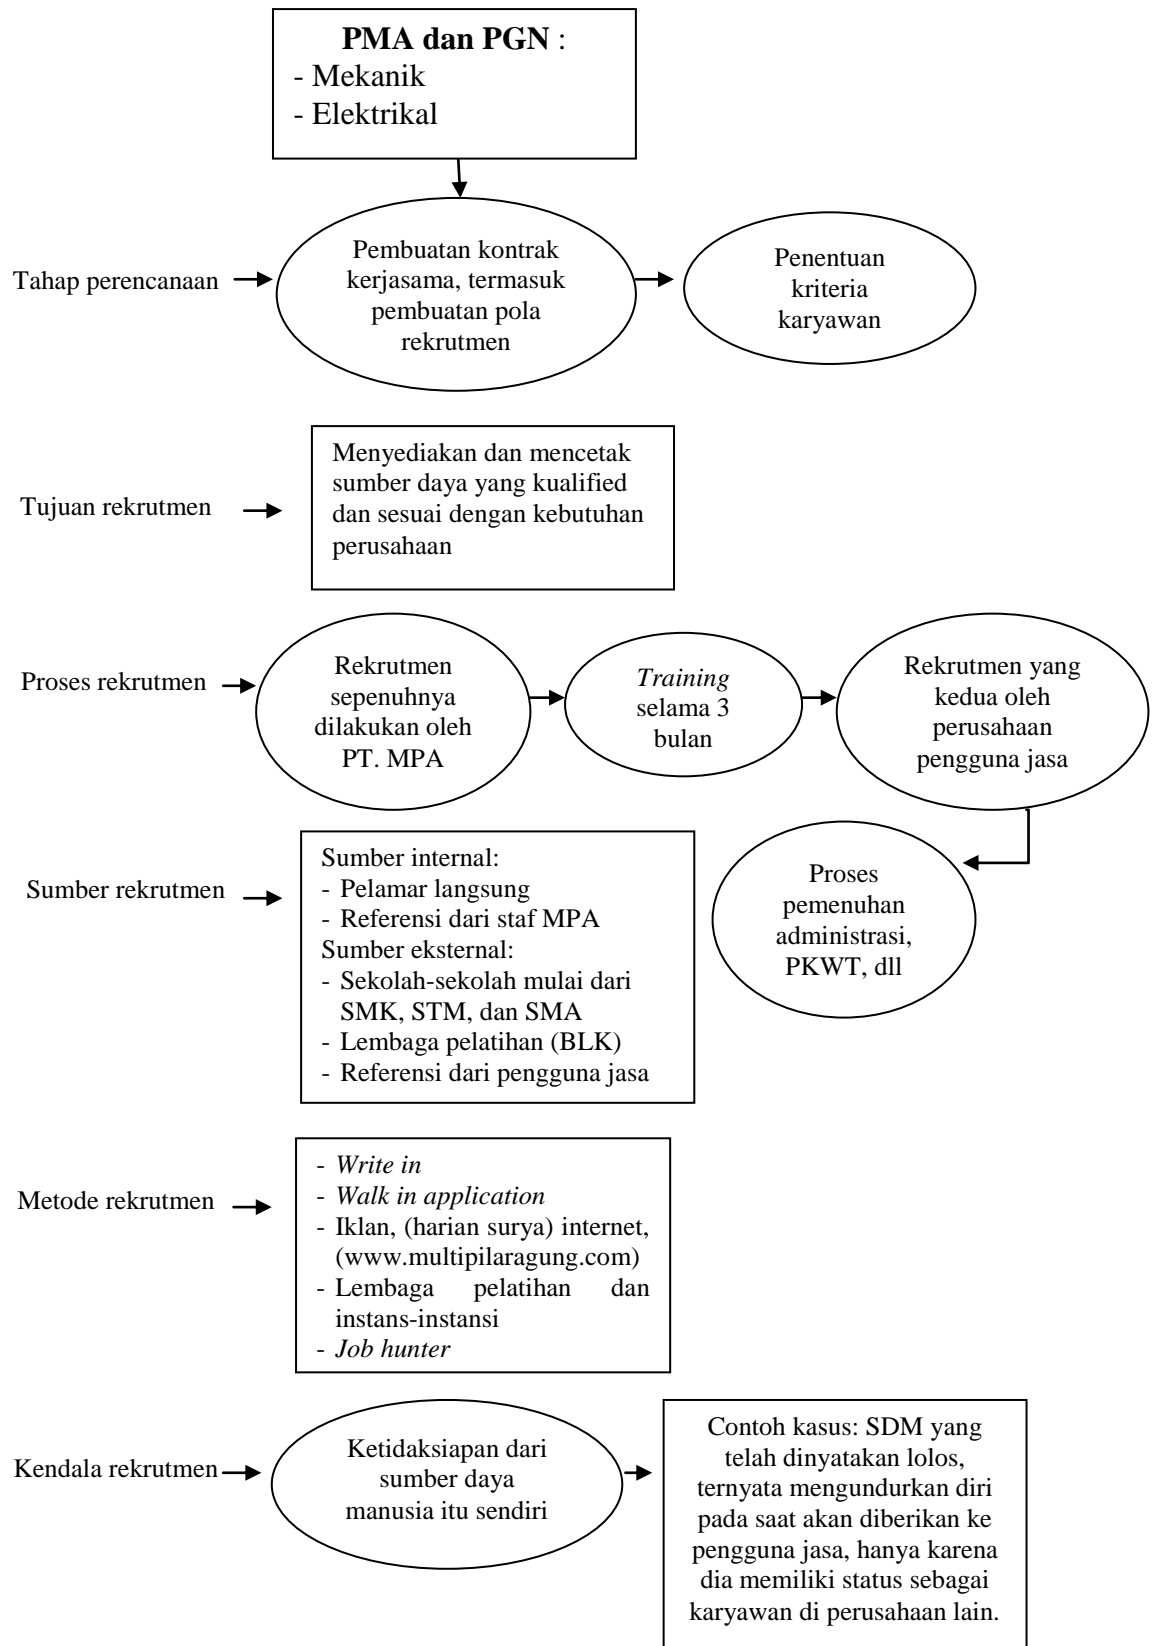 PMA dan PGN :
- Mekanik
- Elektrikal
Tahap perencanaan
Pembuatan kontrak
kerjasama, termasuk
pembuatan pola
rekrutmen
Penentuan
kriteria
karyawan
Tujuan rekrutmen
Menyediakan dan mencetak
sumber daya yang kualified
dan sesuai dengan kebutuhan
perusahaan
Proses rekrutmen
Rekrutmen
sepenuhnya
dilakukan oleh
PT. MPA
Training
selama 3
bulan
Rekrutmen yang
kedua oleh
perusahaan
pengguna jasa
Proses
pemenuhan
administrasi,
PKWT, dll
Sumber rekrutmen
Sumber internal:
- Pelamar langsung
- Referensi dari staf MPA
Sumber eksternal:
- Sekolah-sekolah mulai dari
SMK, STM, dan SMA
- Lembaga pelatihan (BLK)
- Referensi dari pengguna jasa
Metode rekrutmen
- Write in
- Walk in application
- Iklan, (harian surya) internet,
(www.multipilaragung.com)
- Lembaga pelatihan dan
instans-instansi
- Job hunter
Kendala rekrutmen
Ketidaksiapan dari
sumber daya
manusia itu sendiri
Contoh kasus: SDM yang
telah dinyatakan lolos,
ternyata mengundurkan diri
pada saat akan diberikan ke
pengguna jasa, hanya karena
dia memiliki status sebagai
karyawan di perusahaan lain.